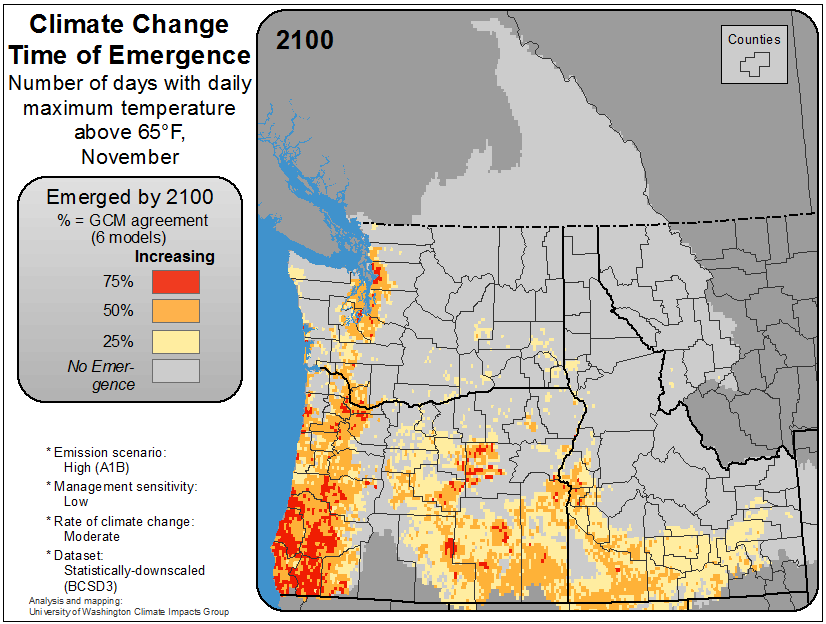 Climate Change
Time of Emergence
Number of days with daily
maximum temperature
above 65°F,
November
Emerged by 2100
% = GCM agreement
(6 models)
Increasing
75%
50%
25%
No Emer-
gence
* Emission scenario:
High (A1B)
* Management sensitivity:
Low
* Rate of climate change:
Moderate
* Dataset:
Statistically-downscaled
(BCSD3)
Analysis and mapping:
University of Washington Climate Impacts Group
2100
Counties